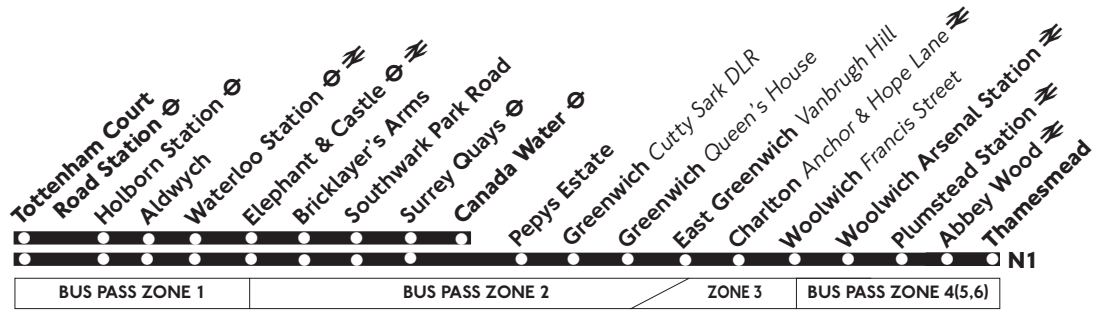 Tottenham Court
Road Station
Holborn Station
Aldwych
Waterloo Station
Elephant & Castle
Bricklayer's Arms
Southwark Park Road
Surrey Quays
Canada Water
Pepys Estate
Greenwich Cutty Sark DLR
Greenwich Queen's House
East Greenwich Vanbrugh Hill
Charlton Anchor & Hope Lane
Woolwich Francis Street
Woolwich Arsenal Station
Plumstead Station
Abbey Wood
Thamesmead
N1
BUS PASS ZONE 1
BUS PASS ZONE 2
ZONE 3
BUS PASS ZONE 4(5,6)